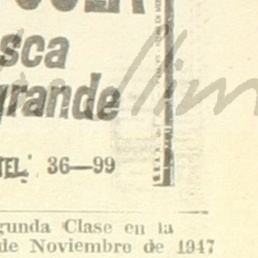 sca
grande
TEL. 36—99
gunda Clase en la
de Noviembre de 1947